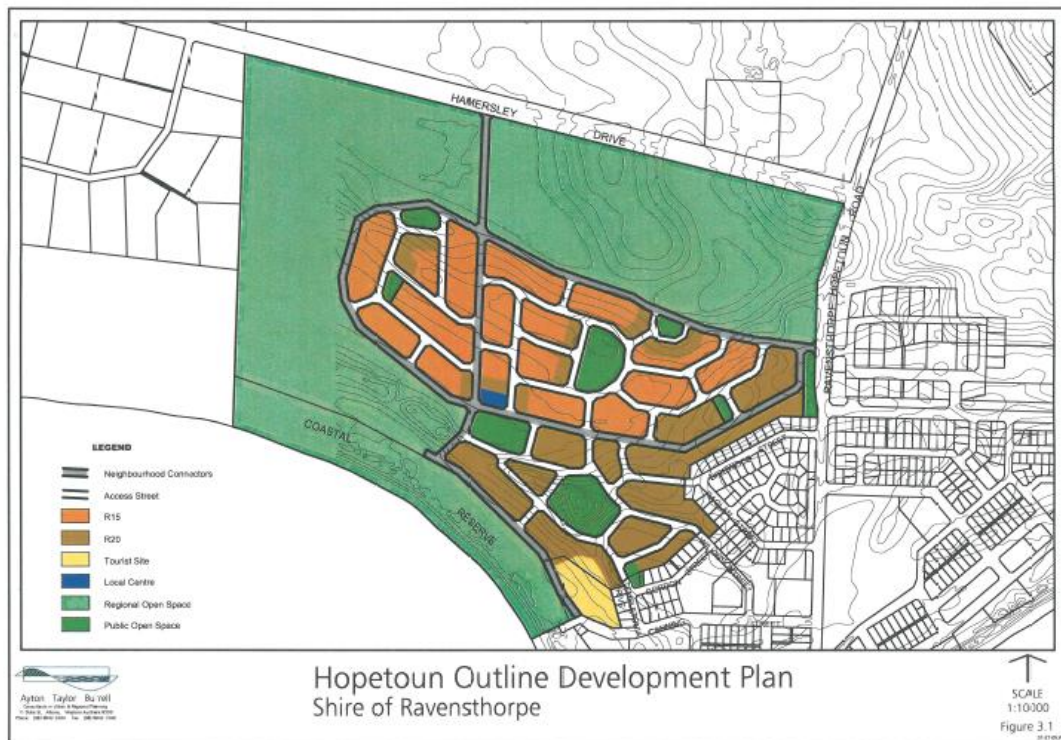 HAMERSLEY
DRIVE
RAVENSTHORPE HOPETOUN ROAD
COASTAL
RESERVE
CANNING
STREET
LEGEND
Neighbourhood Connectors
Access Street
R15
R20
Tourist Site
Local Centre
Regional Open Space
Public Open Space
Ayton Taylor Burrell
Hopetoun Outline Development Plan
Shire of Ravensthorpe
SCALE
1:10000
Figure 3.1